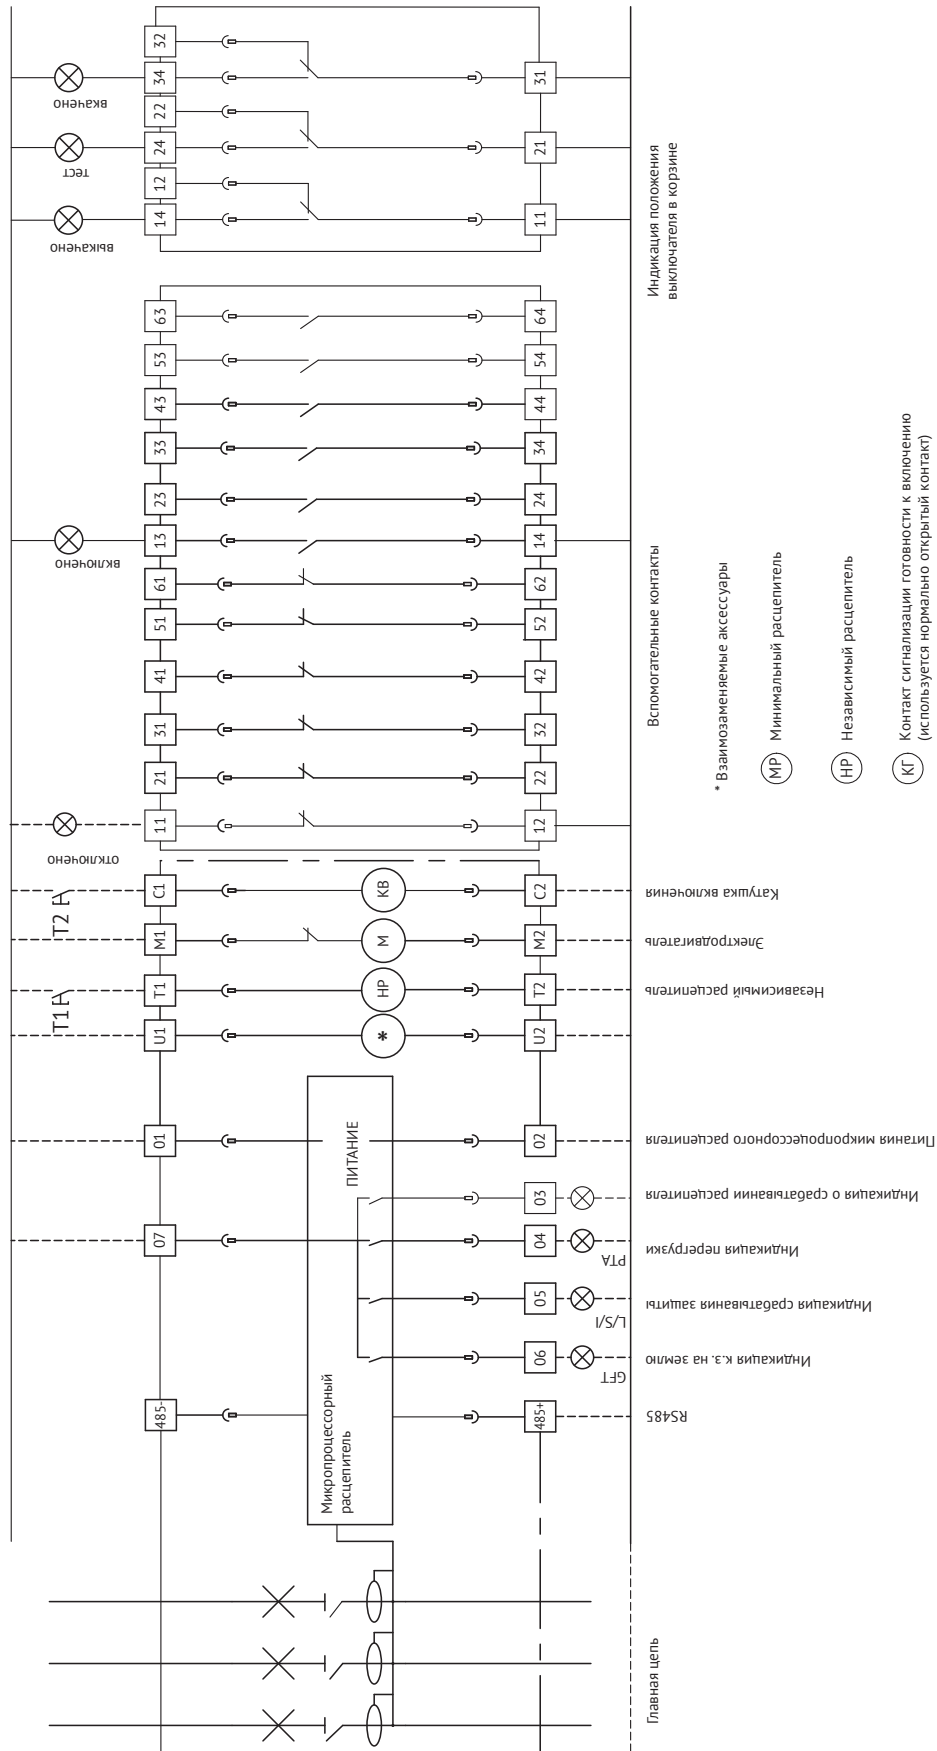 32
34
22
24
12
14
вкачено
тест
выкачено
31
21
11
Индикация положения
выключателя в корзине
63
53
43
33
23
13
61
51
41
31
21
11
включено
отключено
64
54
44
34
24
14
62
52
42
32
22
12
Вспомогательные контакты
* Взаимозаменяемые аксессуары
МР Минимальный расцепитель
НР Независимый расцепитель
КГ Контакт сигнализации готовности к включению
(используется нормально открытый контакт)
T2
C1
КВ
C2
Катушка включения
M1
М
M2
Электродвигатель
T1
T1
НР
T2
Независимый расцепитель
U1
*
U2
01
ПИТАНИЕ
02
Питания микропроцессорного расцепителя
03
Индикация о срабатывании расцепителя
07
04
PTA
Индикация перегрузки
05
L/S/I
Индикация срабатывания защиты
06
GFT
Индикация к.з. на землю
485-
Микропроцессорный
расцепитель
485+
RS485
Главная цепь